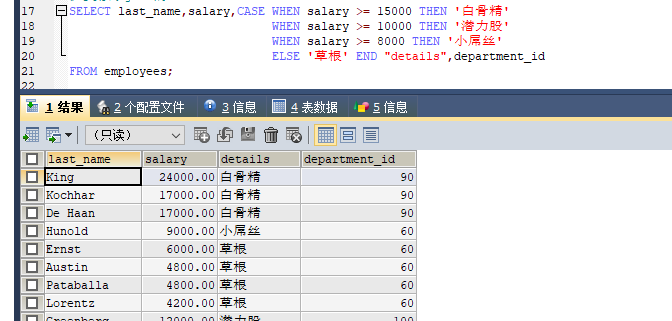 17 SELECT last_name,salary,CASE WHEN salary >= 15000 THEN '白骨精'
18 WHEN salary >= 10000 THEN '潜力股'
19 WHEN salary >= 8000 THEN '小屌丝'
20 ELSE '草根' END "details",department_id
21 FROM employees;
22
1 结果 2 个配置文件 3 信息 4 表数据 5 信息
(只读)
last_name salary details department_id
King 24000.00 白骨精 90
Kochhar 17000.00 白骨精 90
De Haan 17000.00 白骨精 90
Hunold 9000.00 小屌丝 60
Ernst 6000.00 草根 60
Austin 4800.00 草根 60
Pataballa 4800.00 草根 60
Lorentz 4200.00 草根 60
Greenberg 12000.00 潜力股 100